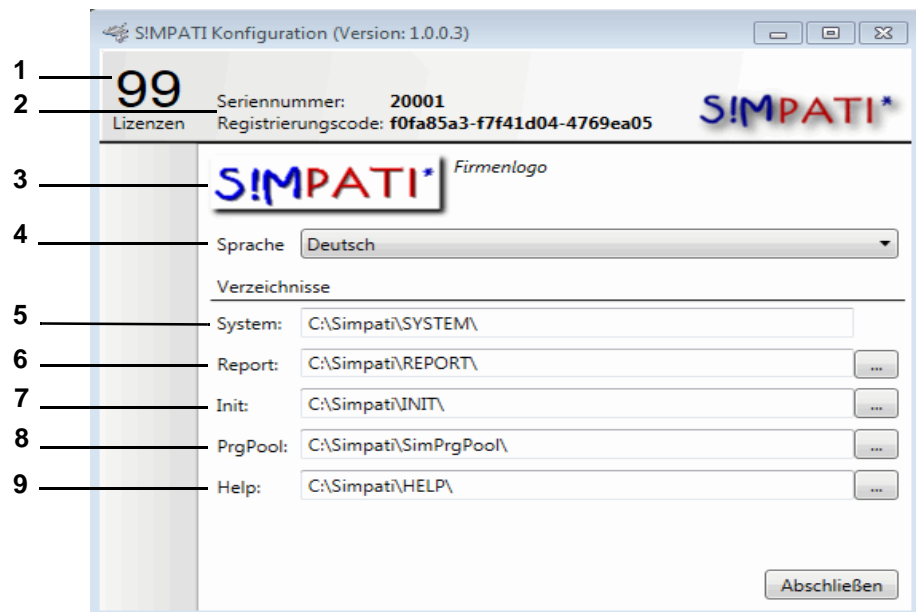 S!MPATI Konfiguration (Version: 1.0.0.3)
1
99
Lizenzen
2
Seriennummer: 20001
Registrierungscode: f0fa85a3-f7f41d04-4769ea05
S!MPATI*
3
S!MPATI*
Firmenlogo
4
Sprache Deutsch
Verzeichnisse
5
System: C:\Simpati\SYSTEM\
6
Report: C:\Simpati\REPORT\ ...
7
Init: C:\Simpati\INIT\ ...
8
PrgPool: C:\Simpati\SimPrgPool\ ...
9
Help: C:\Simpati\HELP\ ...
Abschließen